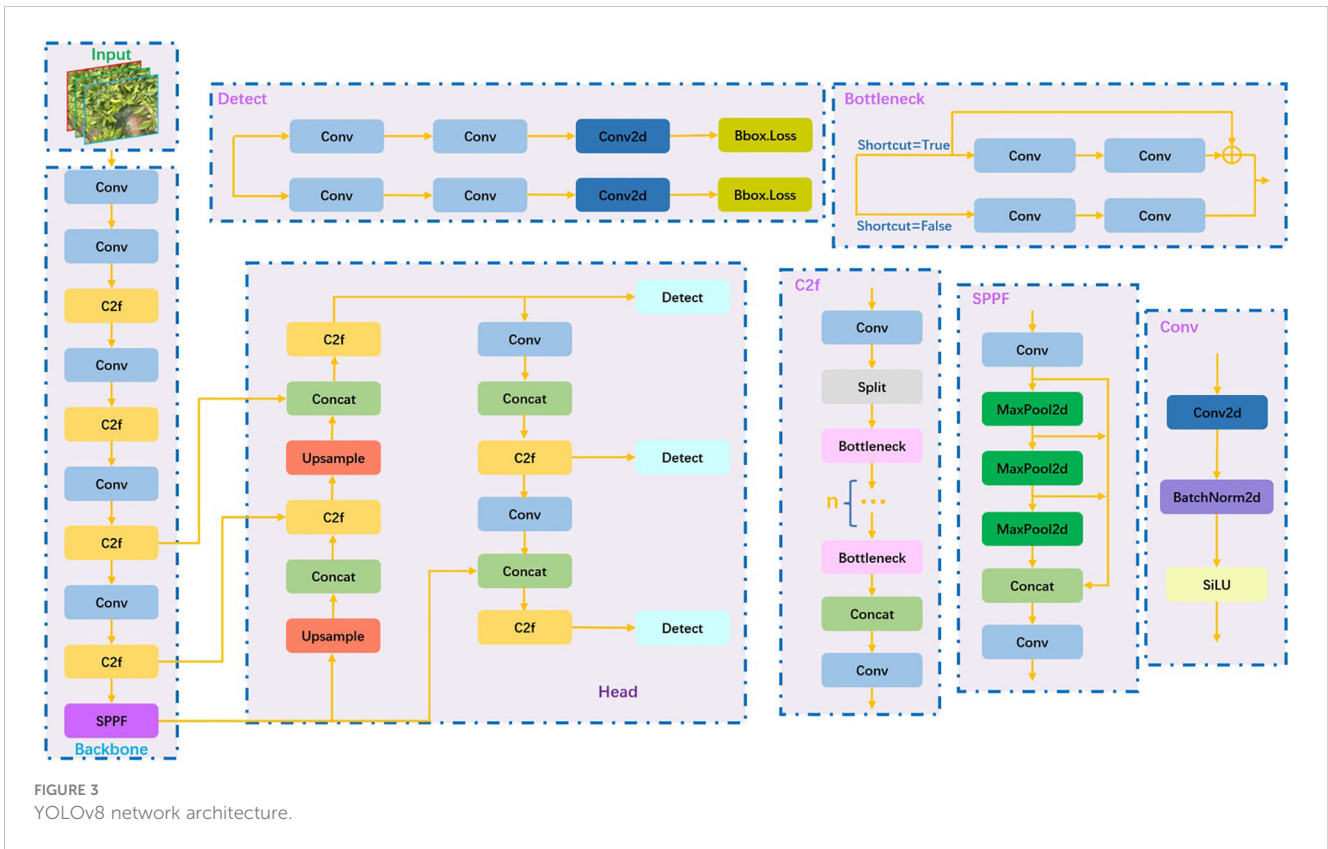 Input
Conv
Conv
C2f
Conv
C2f
Conv
C2f
Conv
C2f
SPPF
Backbone
Detect
Conv
Conv
Conv2d
Bbox.Loss
Conv
Conv
Conv2d
Bbox.Loss
Bottleneck
Shortcut=True
Conv
Conv
Shortcut=False
Conv
Conv
C2f
Concat
Upsample
C2f
Concat
Upsample
Detect
Conv
Concat
C2f
Detect
Conv
Concat
C2f
Detect
Head
C2f
Conv
Split
Bottleneck
n
...
Bottleneck
Concat
Conv
SPPF
Conv
MaxPool2d
MaxPool2d
MaxPool2d
Concat
Conv
Conv
Conv2d
BatchNorm2d
SiLU
FIGURE 3
YOLOv8 network architecture.